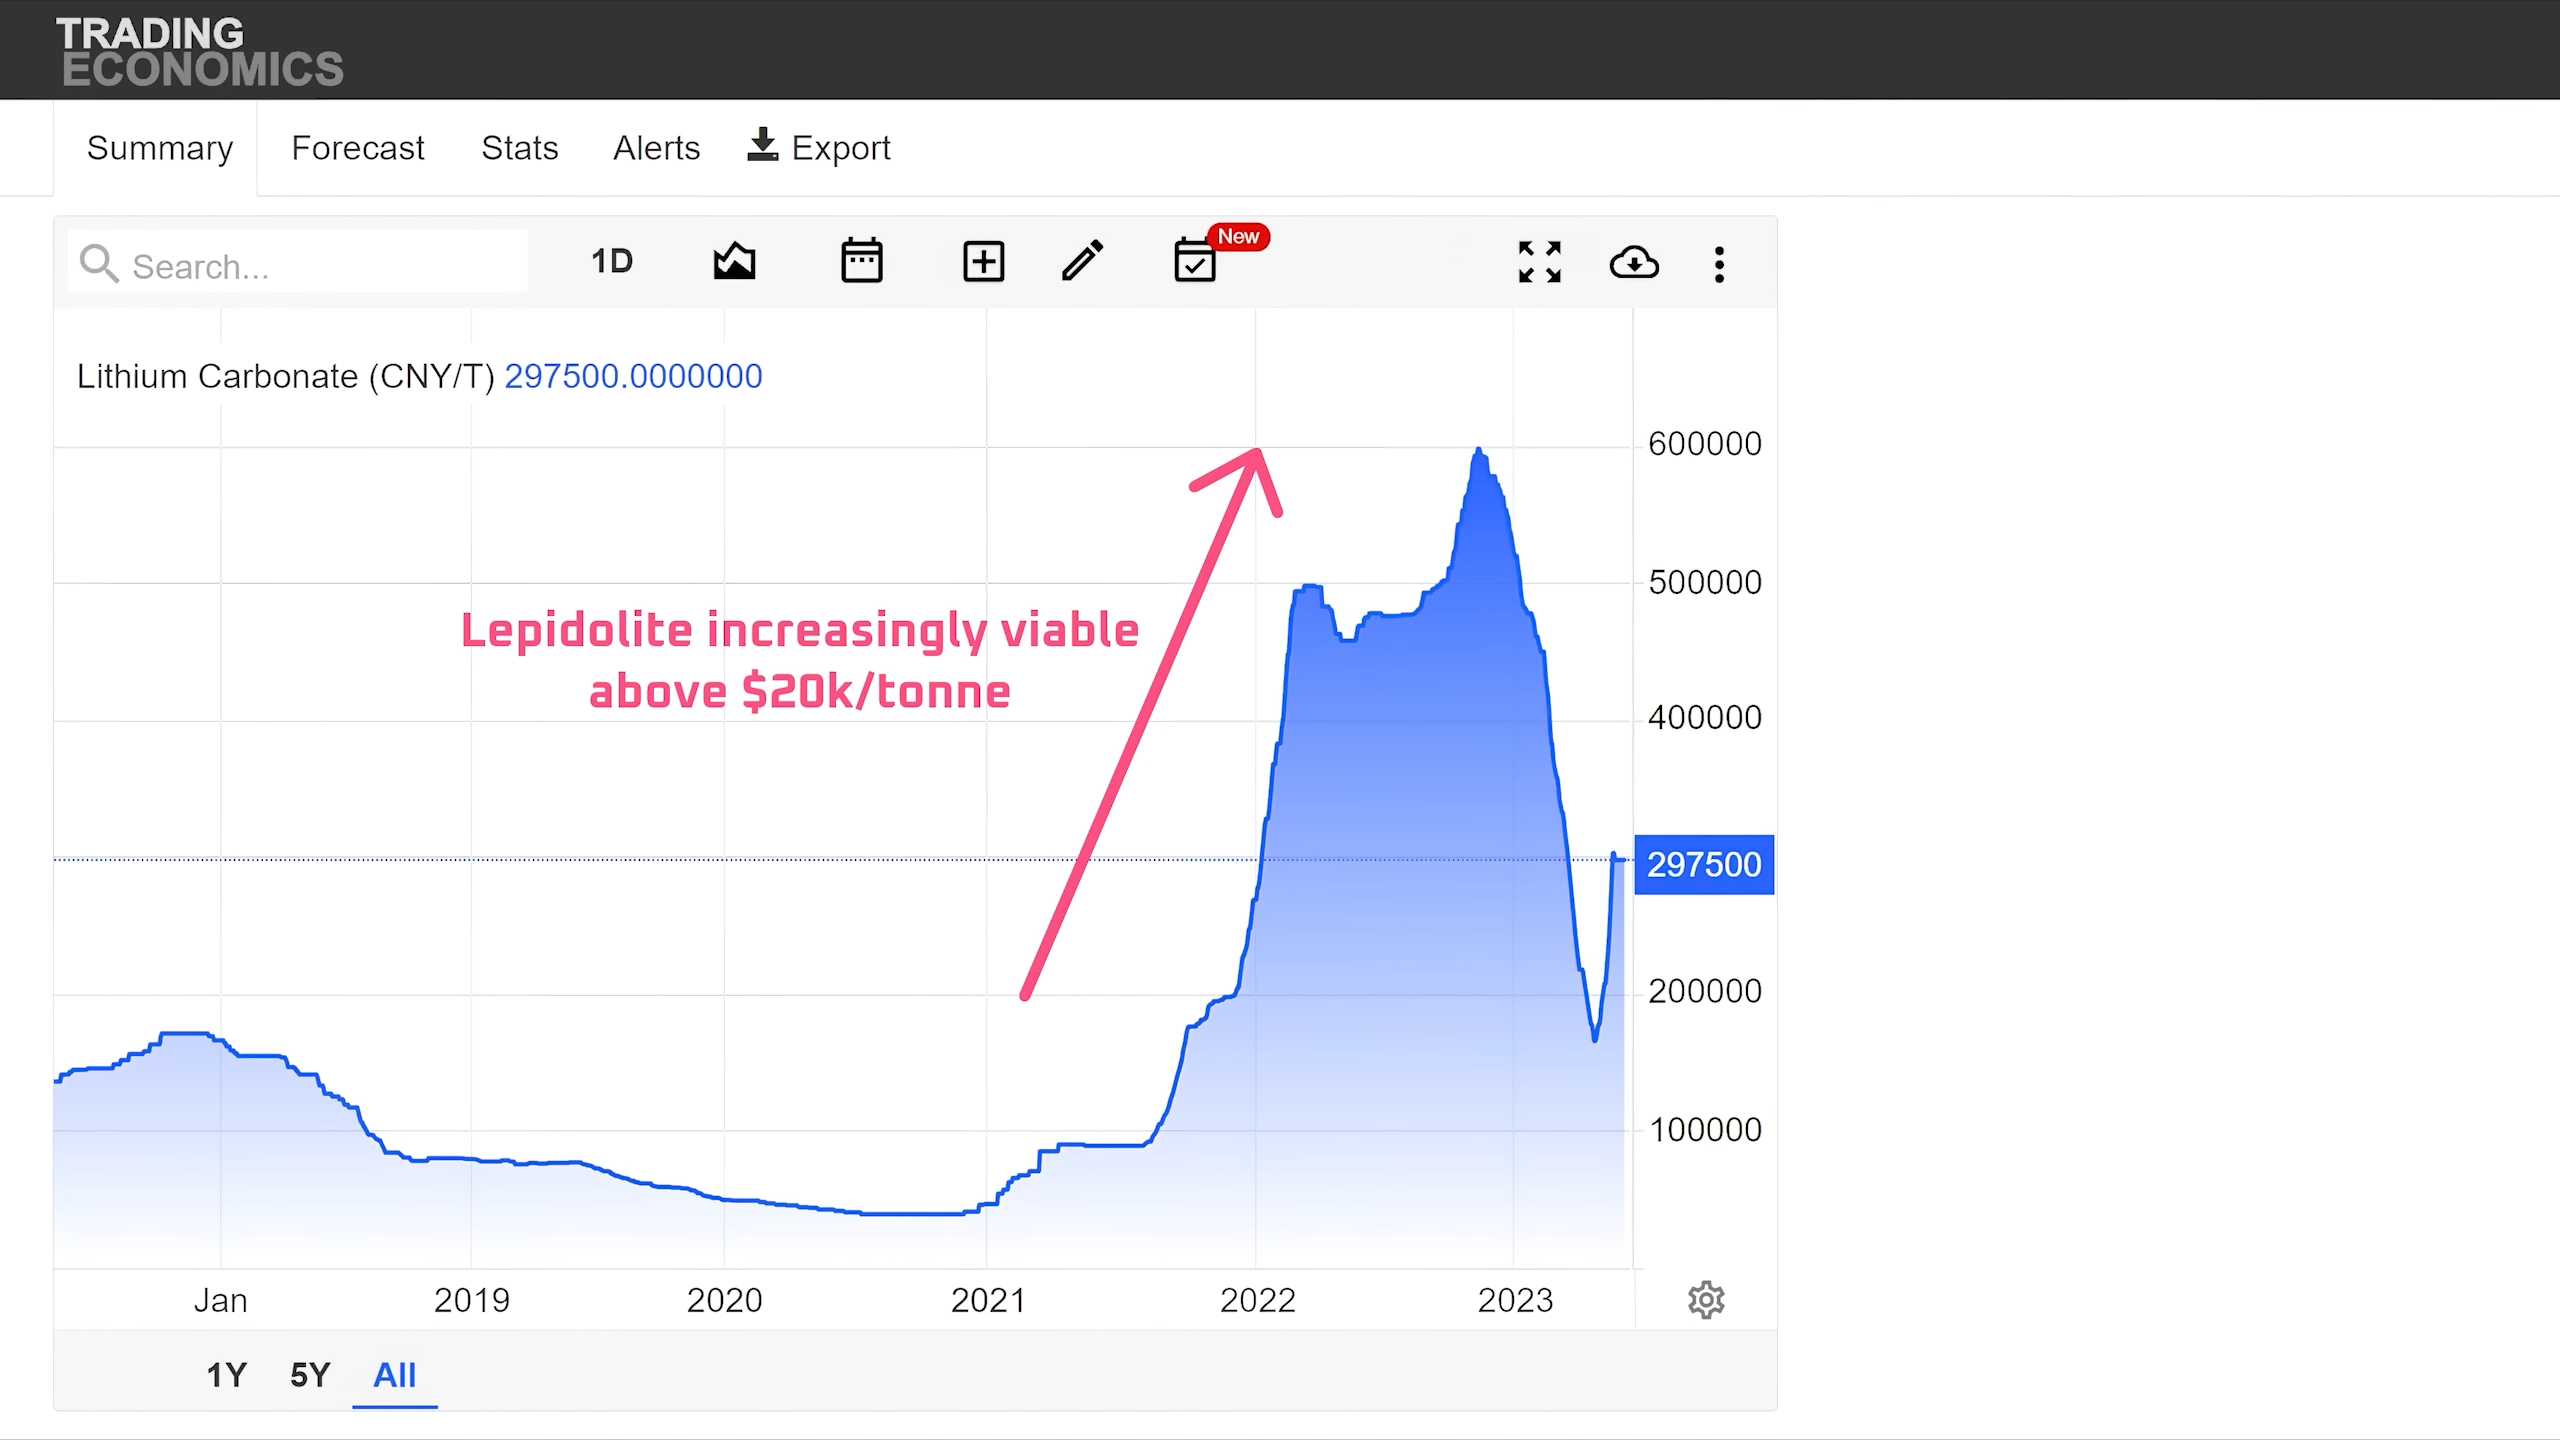 TRADING
ECONOMICS
Summary Forecast Stats Alerts Export
Search... 1D New
Lithium Carbonate (CNY/T) 297500.0000000
600000
500000
Lepidolite increasingly viable
above $20k/tonne
400000
297500
200000
100000
Jan 2019 2020 2021 2022 2023
1Y 5Y All